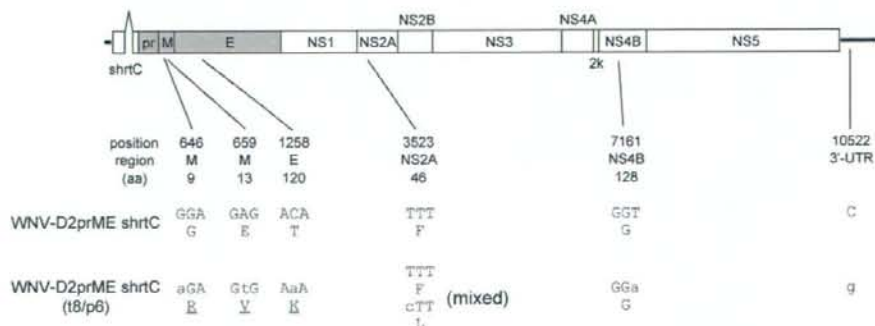 NS2B NS4A
pr M E NS1 NS2A NS3 NS4B NS5
shrtC 2k
position 646 659 1258 3523 7161 10522
region M M E NS2A NS4B 3'-UTR
(aa) 9 13 120 46 128
WNV-D2prME shrtC GGA GAG ACA TTT GGT C
G E T F G
TTT
WNV-D2prME shrtC aGA GtG AaA F GGa g
(t8/p6) R V K cTT (mixed) G
L